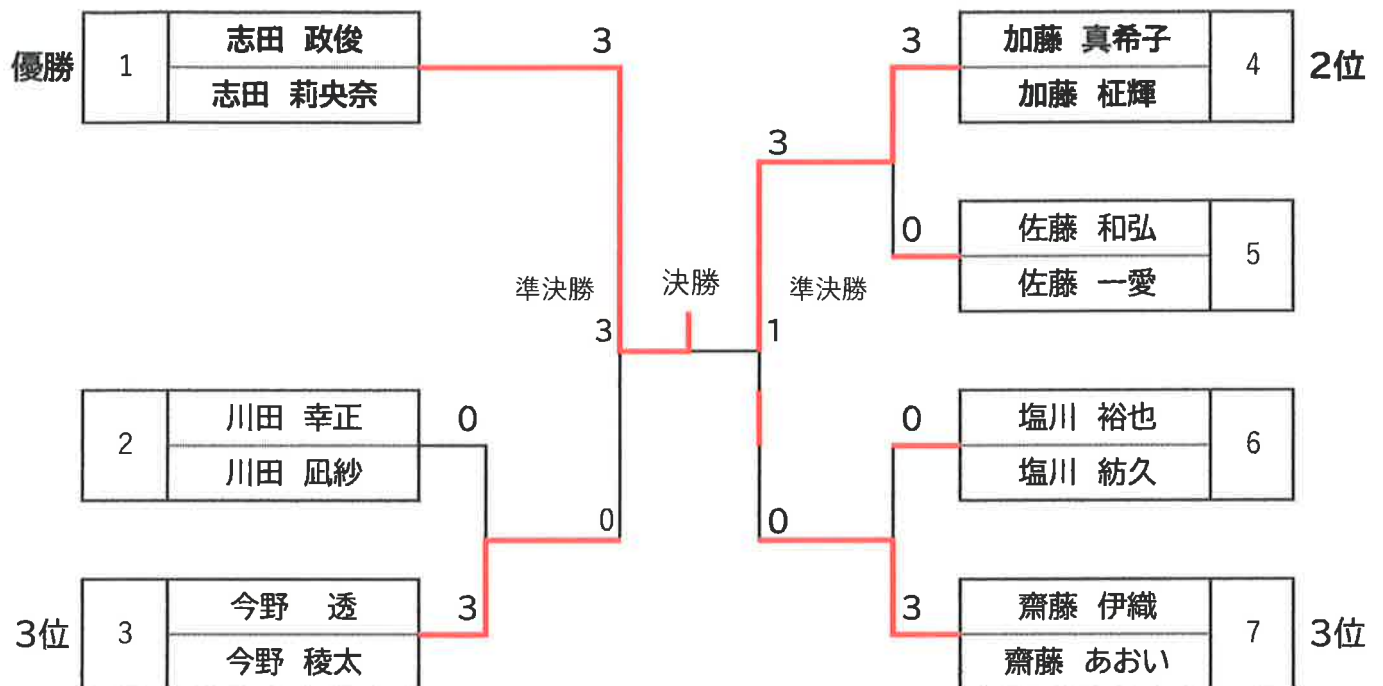 優勝 1 志田 政俊 3 3 加藤 真希子 4 2位
志田 莉央奈 加藤 柾輝
3
0 佐藤 和弘 5
佐藤 一愛
準決勝 決勝 準決勝
3 1
2 川田 幸正 0 0 塩川 裕也 6
川田 凪紗 塩川 紡久
0 0
3位 3 今野 透 3 3 齋藤 伊織 7 3位
今野 稜太 齋藤 あおい